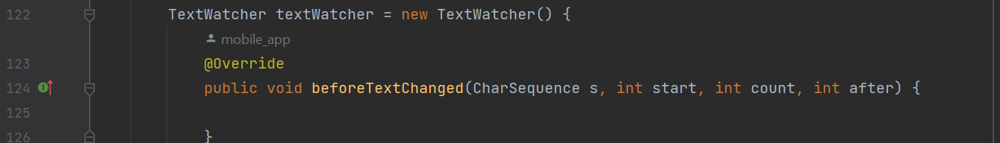 122 TextWatcher textWatcher = new TextWatcher() {
mobile_app
123 @Override
124 public void beforeTextChanged(CharSequence s, int start, int count, int after) {
125
126 }